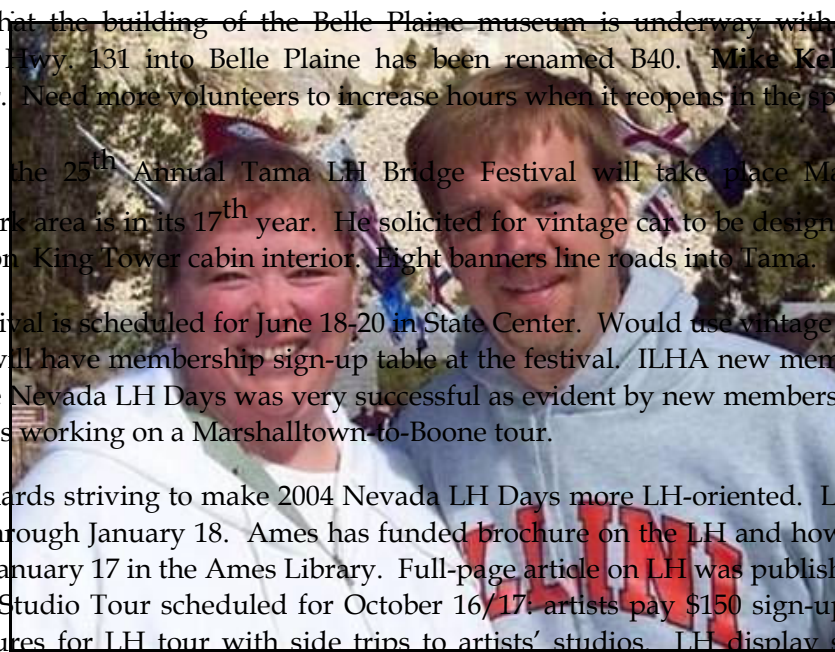 hat the building of the Belle Plaine museum is underway with
Hwy. 131 into Belle Plaine has been renamed B40. Mike Kel
. Need more volunteers to increase hours when it reopens in the sp
the 25th Annual Tama LH Bridge Festival will take place Ma
rk area is in its 17th year. He solicited for vintage car to be design
on King Tower cabin interior. Eight banners line roads into Tama.
ival is scheduled for June 18-20 in State Center. Would use vintage
will have membership sign-up table at the festival. ILHA new mem
e Nevada LH Days was very successful as evident by new members
s working on a Marshalltown-to-Boone tour.
ards striving to make 2004 Nevada LH Days more LH-oriented. L
hrough January 18. Ames has funded brochure on the LH and how
anuary 17 in the Ames Library. Full-page article on LH was publish
Studio Tour scheduled for October 16/17: artists pay $150 sign-up
ures for LH tour with side trips to artists' studios. LH display s
ILLINI